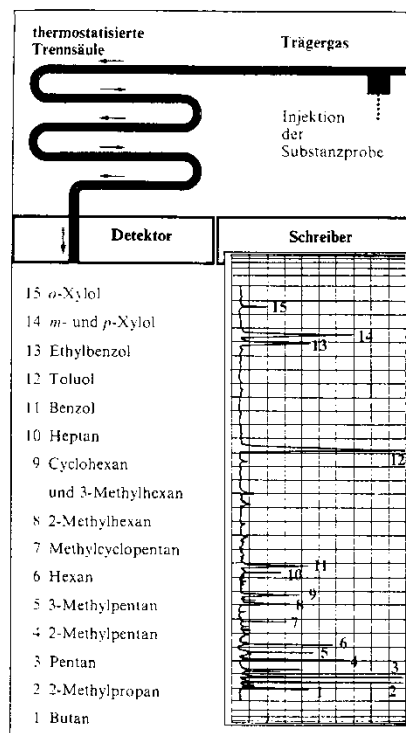 thermostatisierte
Trennsäule
Trägergas
Injektion
der
Substanzprobe
Detektor
Schreiber
15 o-Xylol
14 m- und p-Xylol
13 Ethylbenzol
12 Toluol
11 Benzol
10 Heptan
9 Cyclohexan
und 3-Methylhexan
8 2-Methylhexan
7 Methylcyclopentan
6 Hexan
5 3-Methylpentan
4 2-Methylpentan
3 Pentan
2 2-Methylpropan
1 Butan
15
14
13
12
11
10
9
8
7
6
5
4
3
2
1